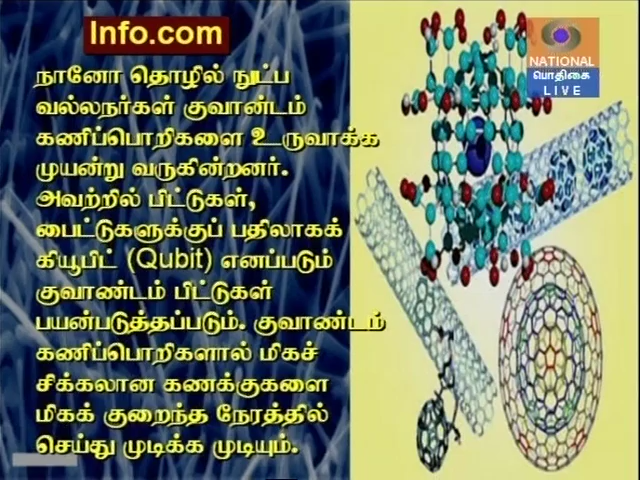 Info.com
நானோ தொழில் நுட்ப
வல்லநர்கள் குவான்டம்
கணிப்பொறிகளை உருவாக்க
முயன்று வருகின்றனர்.
அவற்றில் பிட்டுகள்,
பைட்டுகளுக்குப் பதிலாகக்
கியூபிட் (Qubit) எனப்படும்
குவாண்டம் பிட்டுகள்
பயன்படுத்தப்படும். குவாண்டம்
கணிப்பொறிகளால் மிகச்
சிக்கலான கணக்குகளை
மிகக் குறைந்த நேரத்தில்
செய்து முடிக்க முடியும்.
NATIONAL
பொதிகை
LIVE